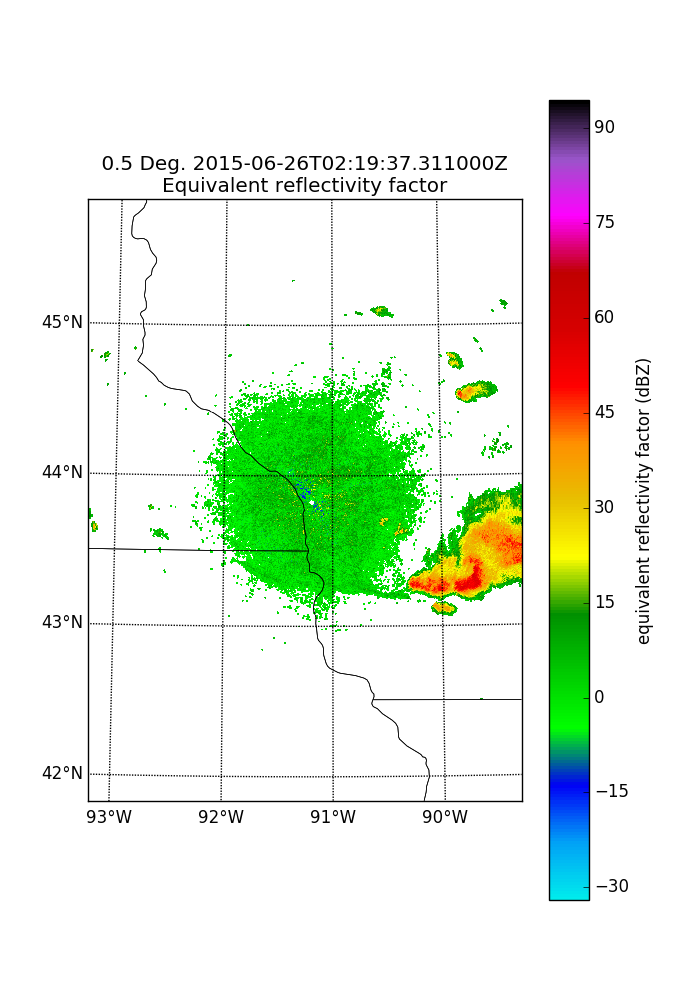 0.5 Deg. 2015-06-26T02:19:37.311000Z
Equivalent reflectivity factor
45°N
44°N
43°N
42°N
93°W 92°W 91°W 90°W
90
75
60
45
30
15
0
−15
−30
equivalent reflectivity factor (dBZ)